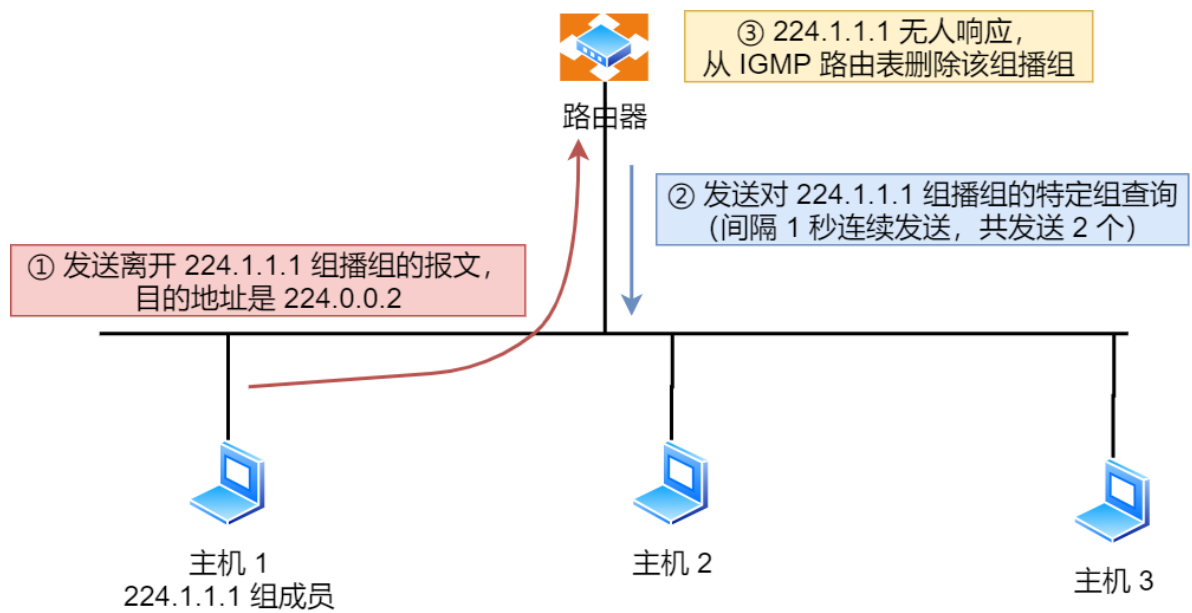 ③ 224.1.1.1 无人响应，
从 IGMP 路由表删除该组播组
路由器
② 发送对 224.1.1.1 组播组的特定组查询
（间隔 1 秒连续发送，共发送 2 个）
① 发送离开 224.1.1.1 组播组的报文，
目的地址是 224.0.0.2
主机 1
224.1.1.1 组成员
主机 2
主机 3